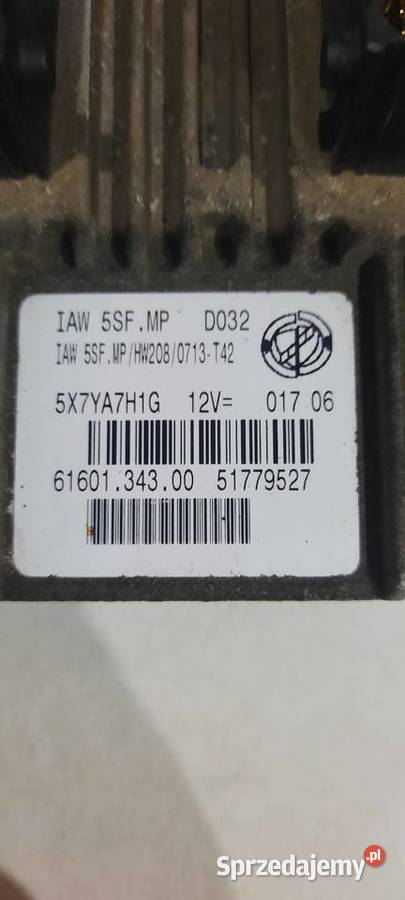 IAW 5SF.MP D032
IAW 5SF.MP/HW208/0713-T42
5X7YA7H1G 12V= 017 06
61601.343.00 51779527
Sprzedajemy.pl